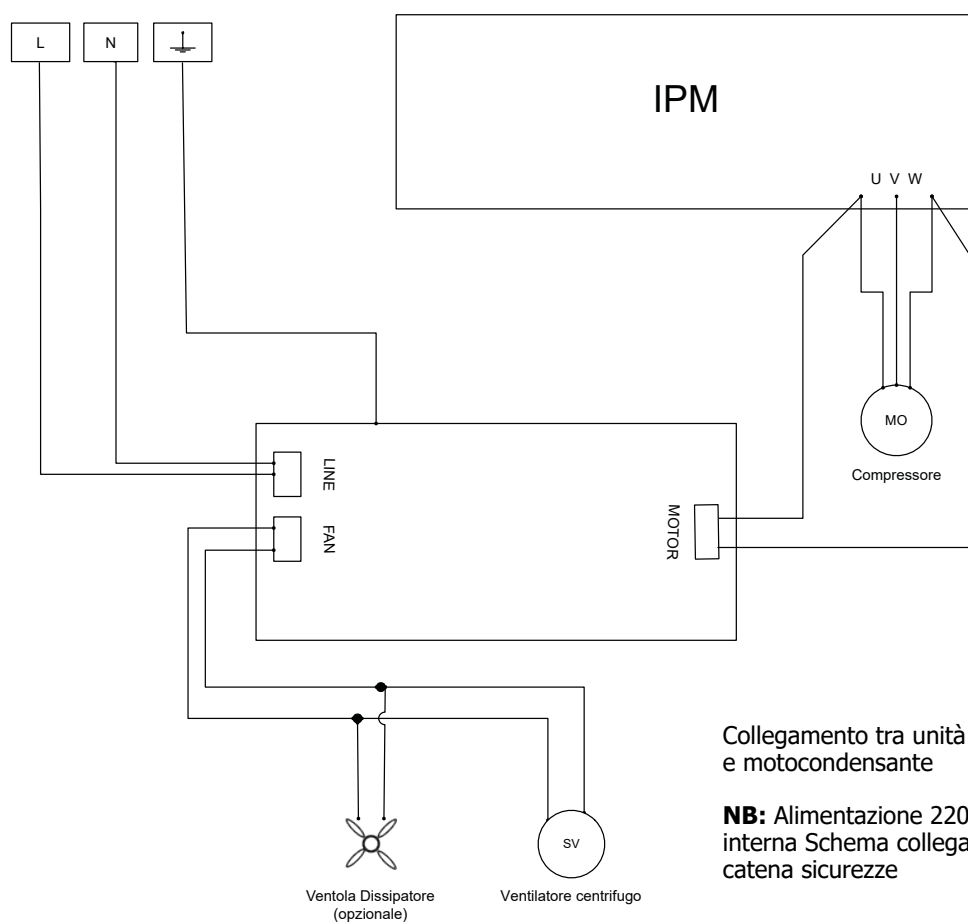 L
N
IPM
U V W
MO
Compressore
LINE
FAN
MOTOR
Collegamento tra unità
e motocondensante
NB: Alimentazione 220
interna Schema collega
catena sicurezze
SV
Ventola Dissipatore
(opzionale)
Ventilatore centrifugo